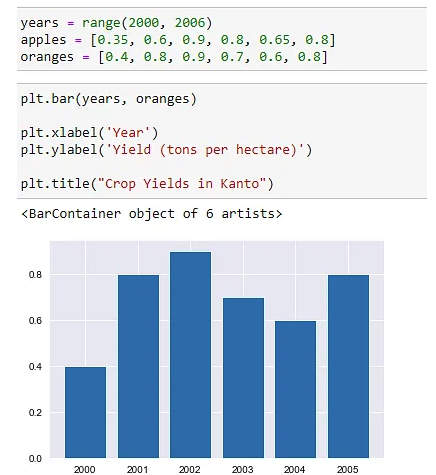 years = range(2000, 2006)
apples = [0.35, 0.6, 0.9, 0.8, 0.65, 0.8]
oranges = [0.4, 0.8, 0.9, 0.7, 0.6, 0.8]
plt.bar(years, oranges)
plt.xlabel('Year')
plt.ylabel('Yield (tons per hectare)')
plt.title("Crop Yields in Kanto")
<BarContainer object of 6 artists>
0.8
0.6
0.4
0.2
0.0
2000 2001 2002 2003 2004 2005